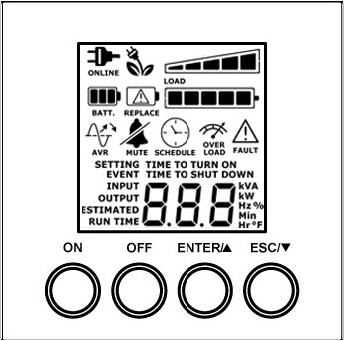 ONLINE
LOAD
BATT. REPLACE
AVR MUTE SCHEDULE OVER LOAD FAULT
SETTING TIME TO TURN ON
EVENT TIME TO SHUT DOWN
INPUT
OUTPUT
ESTIMATED
RUN TIME
8.8.8
kVA
kW
Hz %
Min
Hr °F
ON OFF ENTER/▲ ESC/▼